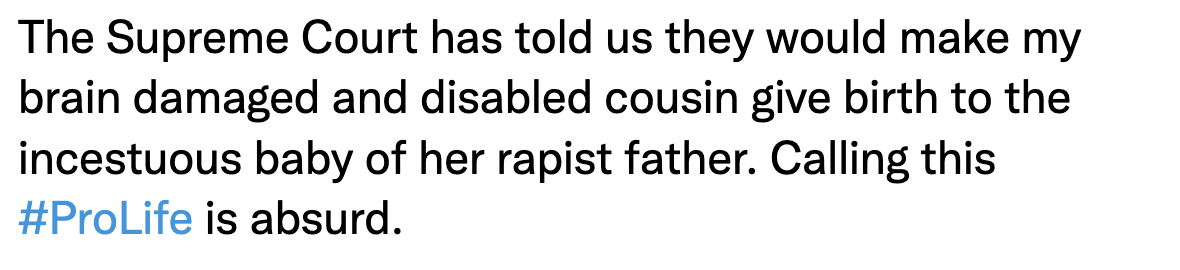 The Supreme Court has told us they would make my
brain damaged and disabled cousin give birth to the
incestuous baby of her rapist father. Calling this
#ProLife is absurd.